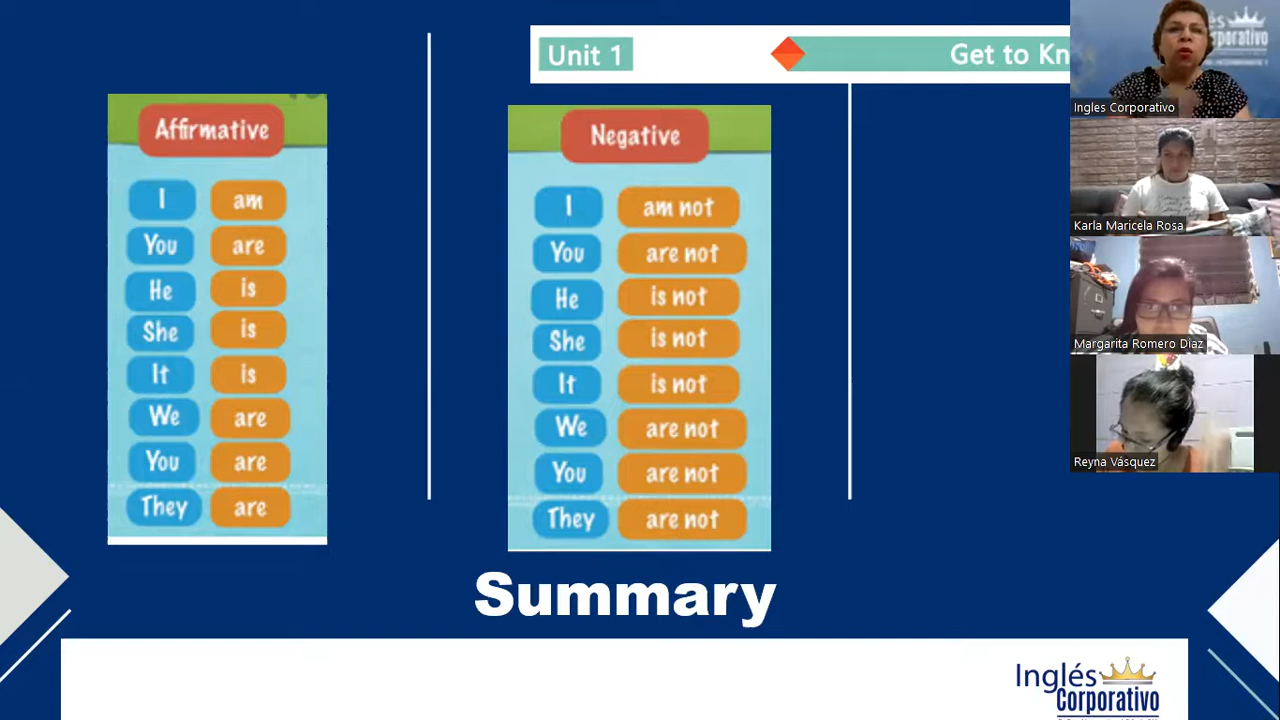 Unit 1
Get to Kn
Affirmative
I am
You are
He is
She is
It is
We are
You are
They are
Negative
I am not
You are not
He is not
She is not
It is not
We are not
You are not
They are not
Summary
Inglés
Corporativo
Ingles Corporativo
Karla Maricela Rosa
Margarita Romero Diaz
Reyna Vásquez